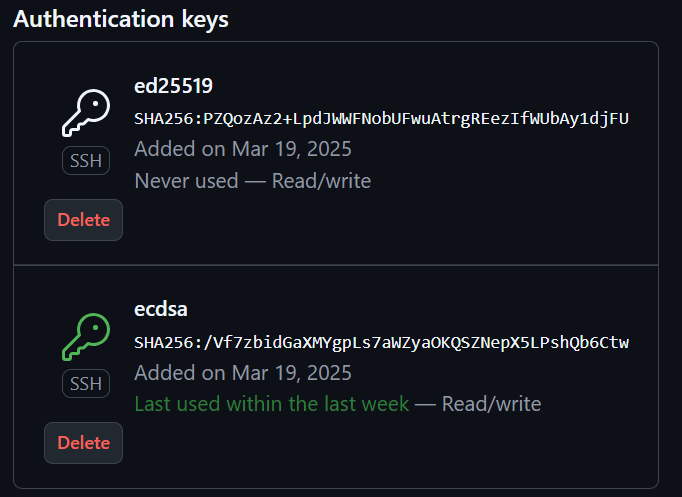 Authentication keys
ed25519
SHA256:PZQozAz2+LpdJWWFNobUFwuAtrgREezIfWUbAy1djFU
Added on Mar 19, 2025
SSH
Never used — Read/write
Delete
ecdsa
SHA256:/Vf7zbidGaXMYgpLs7aWZyaOKQSZNepX5LPshQb6Ctw
Added on Mar 19, 2025
SSH
Last used within the last week — Read/write
Delete